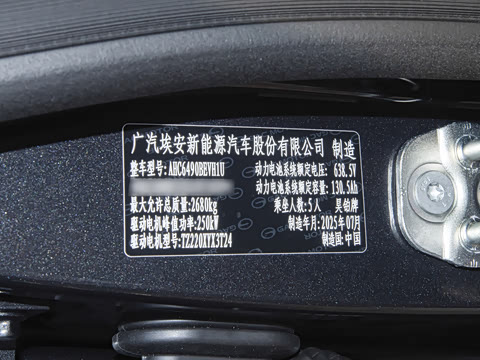 广汽埃安新能源汽车股份有限公司 制造
整车型号: AHC6490BEVH1U 动力电池系统额定电压: 638.5V
动力电池系统额定容量: 130.5Ah
最大允许总质量: 2680kg 乘坐人数: 5人 昊铂牌
驱动电机峰值功率: 250kW 制造年月: 2025年07月
驱动电机型号: TZ220XYX3T24 制造国: 中国